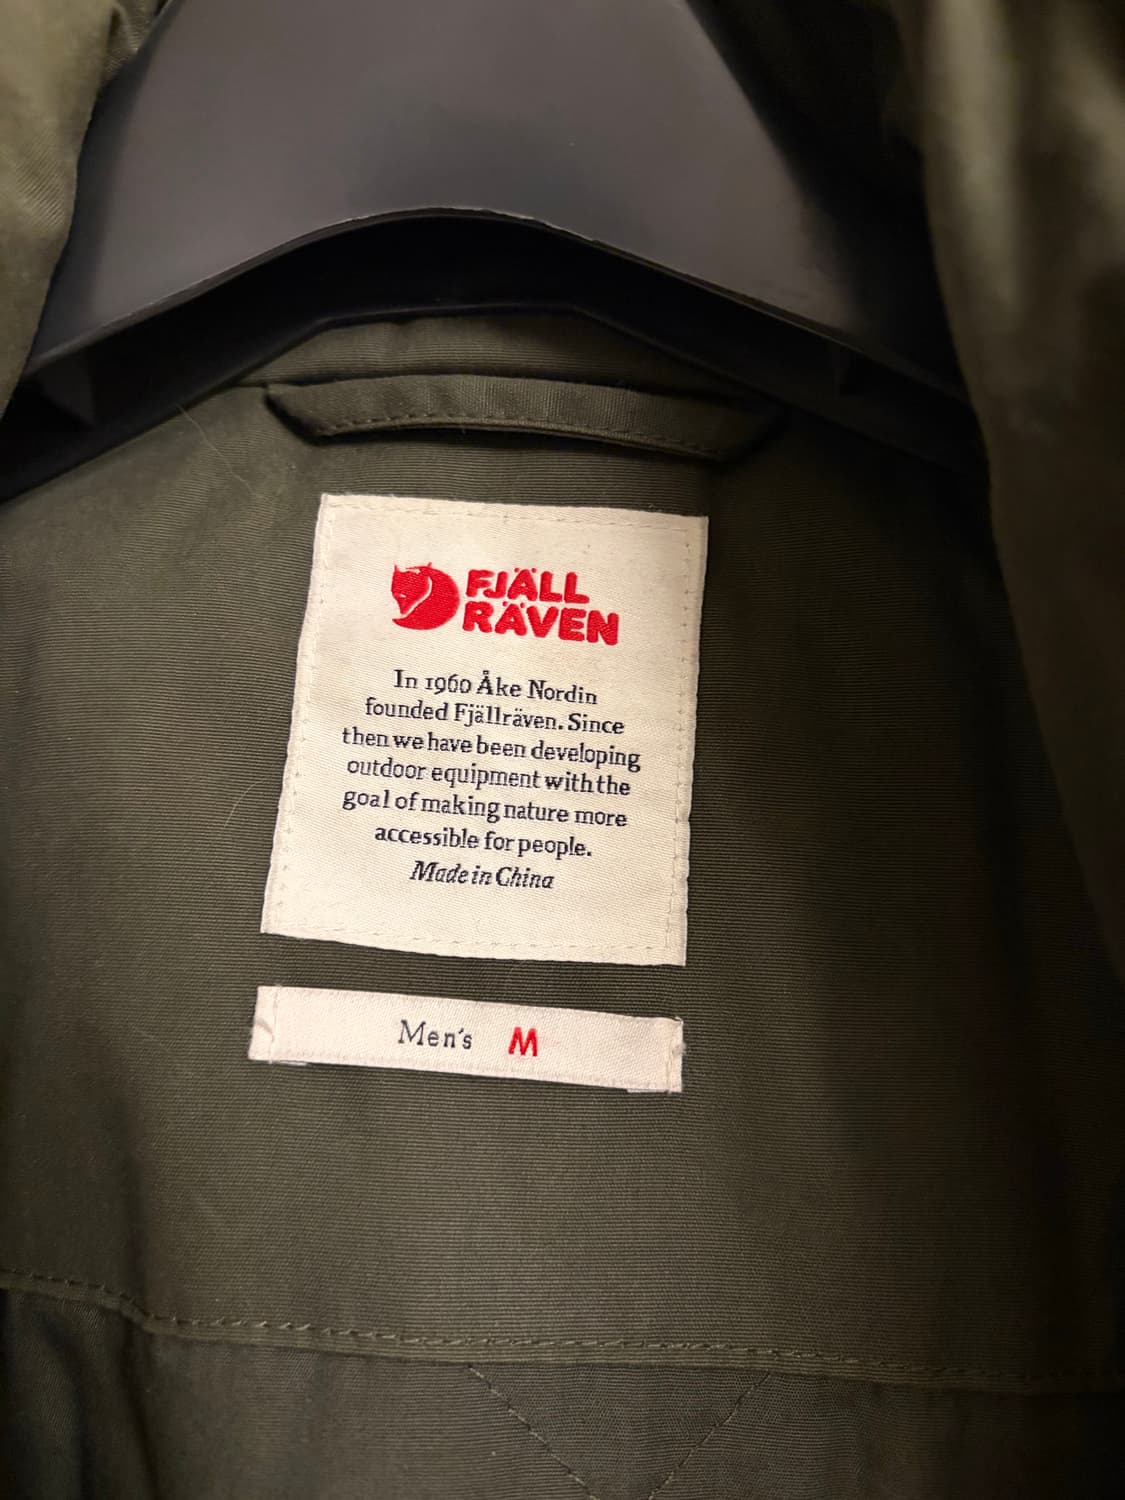 FJÄLL
RÄVEN
In 1960 Åke Nordin
founded Fjällräven. Since
then we have been developing
outdoor equipment with the
goal of making nature more
accessible for people.
Made in China
Men's M